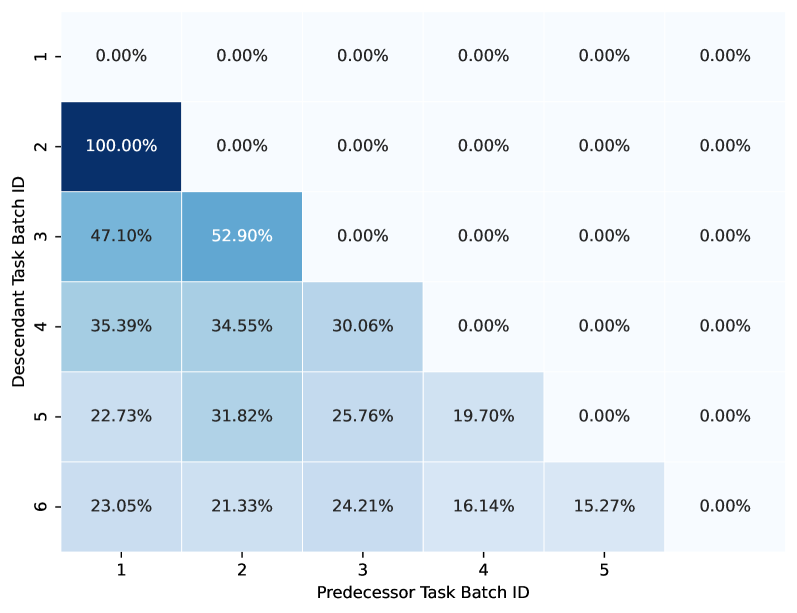 1 0.00% 0.00% 0.00% 0.00% 0.00% 0.00%
2 100.00% 0.00% 0.00% 0.00% 0.00% 0.00%
3 47.10% 52.90% 0.00% 0.00% 0.00% 0.00%
4 35.39% 34.55% 30.06% 0.00% 0.00% 0.00%
5 22.73% 31.82% 25.76% 19.70% 0.00% 0.00%
6 23.05% 21.33% 24.21% 16.14% 15.27% 0.00%
1 2 3 4 5
Predecessor Task Batch ID
Descendant Task Batch ID